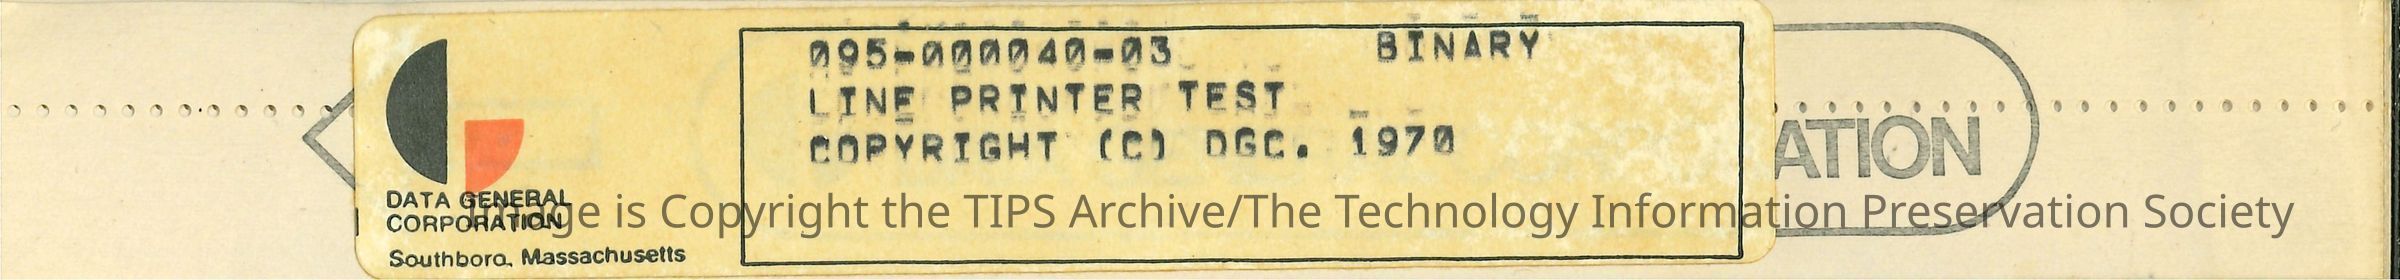 095-000040-03 BINARY
LINE PRINTER TEST
COPYRIGHT (C) DGC. 1970
DATA GENERAL
CORPORATION
Southboro, Massachusetts
ATION
Image is Copyright the TIPS Archive/The Technology Information Preservation Society